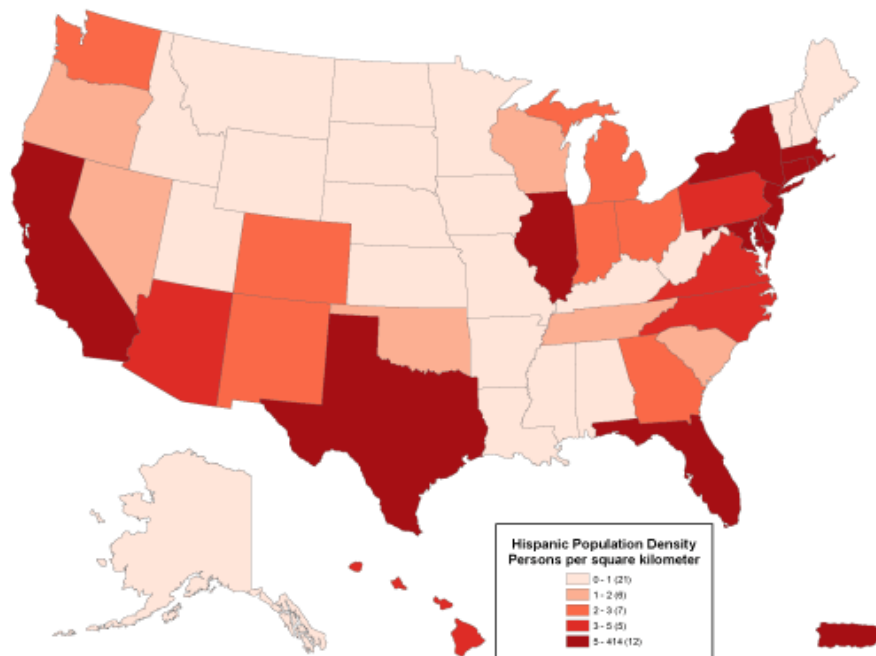 Hispanic Population Density
Persons per square kilometer
0 - 1 (21)
1 - 2 (6)
2 - 3 (7)
3 - 5 (5)
5 - 414 (12)